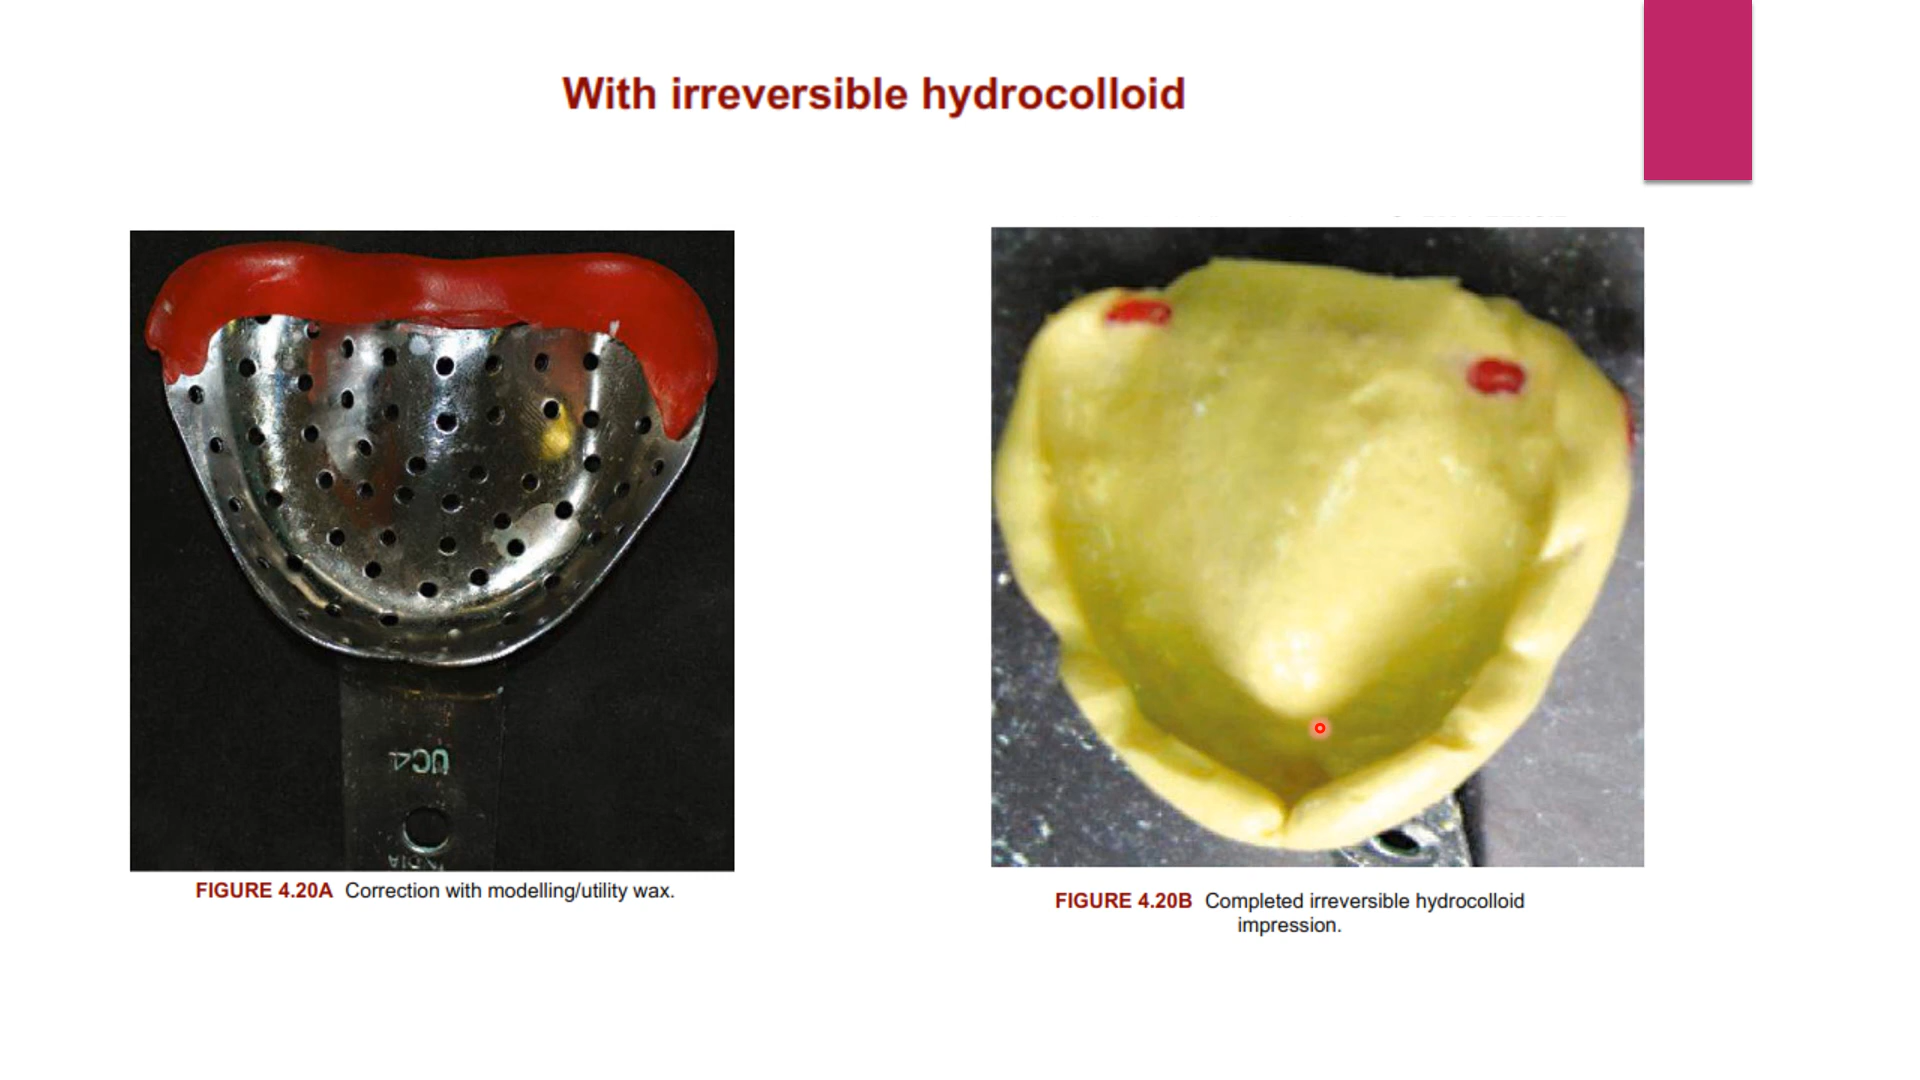 With irreversible hydrocolloid
UC4
INDIA
FIGURE 4.20A Correction with modelling/utility wax.
FIGURE 4.20B Completed irreversible hydrocolloid
impression.